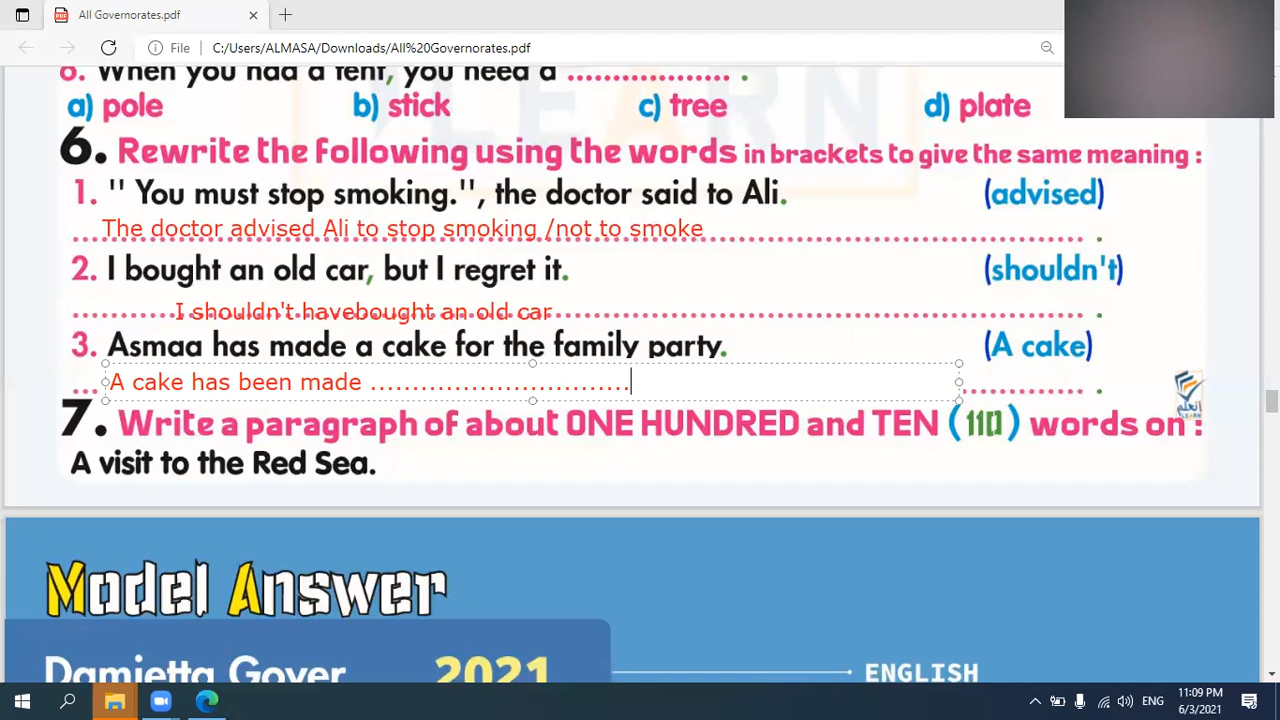 All Governorates.pdf
File C:/Users/ALMASA/Downloads/All%20Governorates.pdf
6. When you had a tent, you need a .................. .
a) pole b) stick c) tree d) plate
6. Rewrite the following using the words in brackets to give the same meaning :
1. " You must stop smoking.", the doctor said to Ali. (advised)
The doctor advised Ali to stop smoking /not to smoke
2. I bought an old car, but I regret it. (shouldn't)
I shouldn't havebought an old car
3. Asmaa has made a cake for the family party. (A cake)
A cake has been made ...............................
7. Write a paragraph of about ONE HUNDRED and TEN (110) words on :
A visit to the Red Sea.
Model Answer
Damietta Gover 2021 ENGLISH
ENG 11:09 PM
6/3/2021